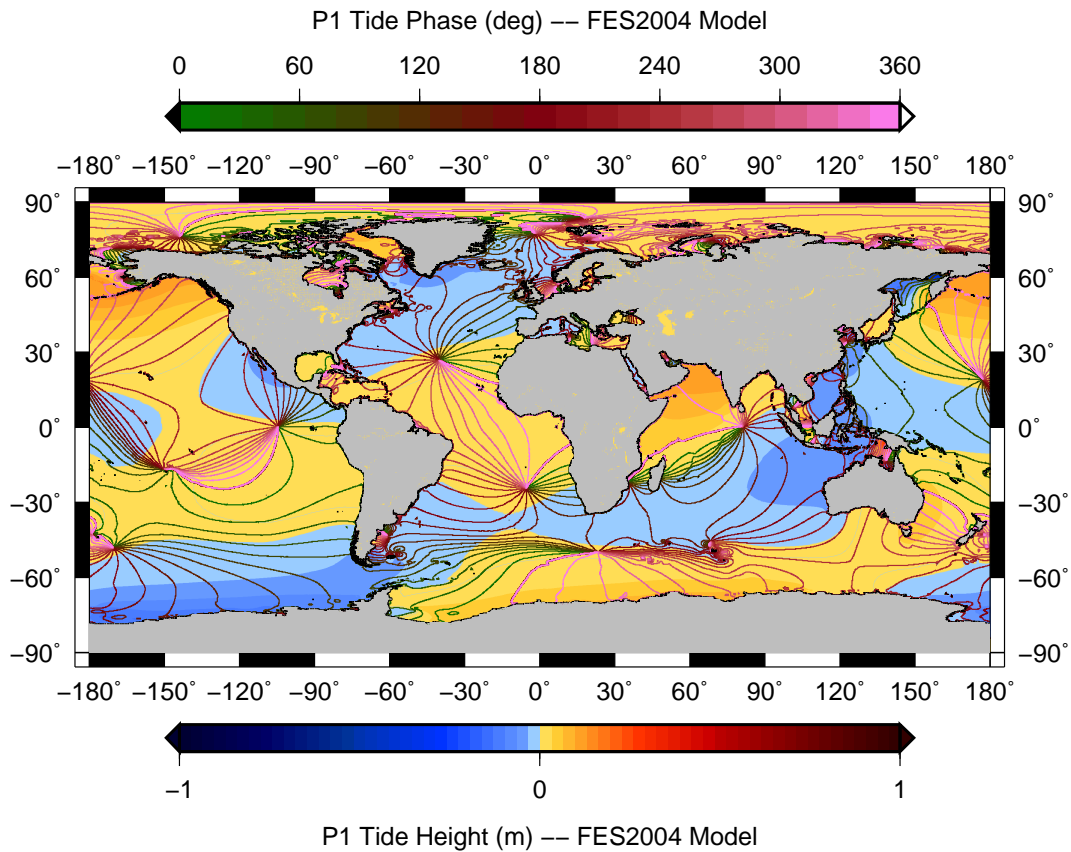 P1 Tide Phase (deg) −− FES2004 Model
0 60 120 180 240 300 360
−180˚ −150˚ −120˚ −90˚ −60˚ −30˚ 0˚ 30˚ 60˚ 90˚ 120˚ 150˚ 180˚
90˚ 90˚
60˚ 60˚
30˚ 30˚
0˚ 0˚
−30˚ −30˚
−60˚ −60˚
−90˚ −90˚
−180˚ −150˚ −120˚ −90˚ −60˚ −30˚ 0˚ 30˚ 60˚ 90˚ 120˚ 150˚ 180˚
−1 0 1
P1 Tide Height (m) −− FES2004 Model